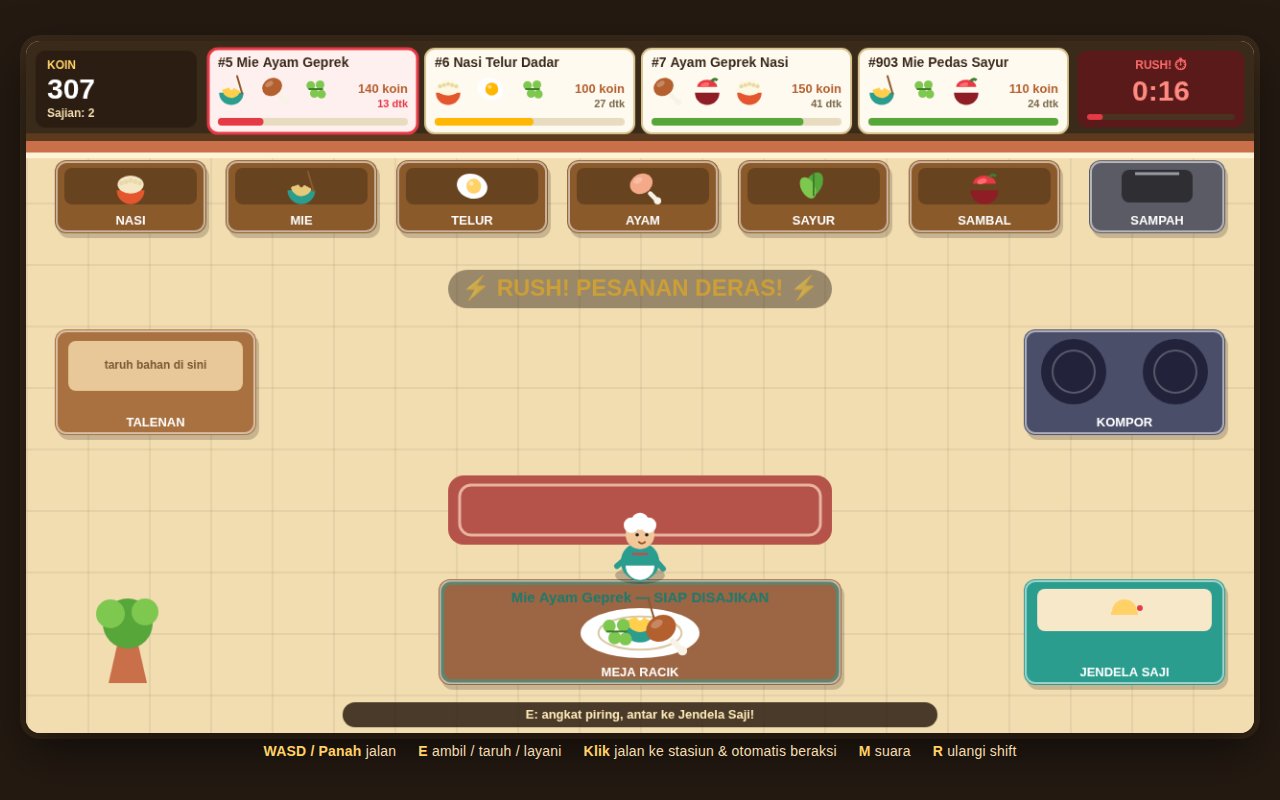 KOIN
307
Sajian: 2
#5 Mie Ayam Geprek
140 koin
13 dtk
#6 Nasi Telur Dadar
100 koin
27 dtk
#7 Ayam Geprek Nasi
150 koin
41 dtk
#903 Mie Pedas Sayur
110 koin
24 dtk
RUSH! ⏱
0:16
NASI
MIE
TELUR
AYAM
SAYUR
SAMBAL
SAMPAH
⚡ RUSH! PESANAN DERAS! ⚡
taruh bahan di sini
TALENAN
KOMPOR
Mie Ayam Geprek — SIAP DISAJIKAN
MEJA RACIK
JENDELA SAJI
E: angkat piring, antar ke Jendela Saji!
WASD / Panah jalan E ambil / taruh / layani Klik jalan ke stasiun & otomatis beraksi M suara R ulangi shift